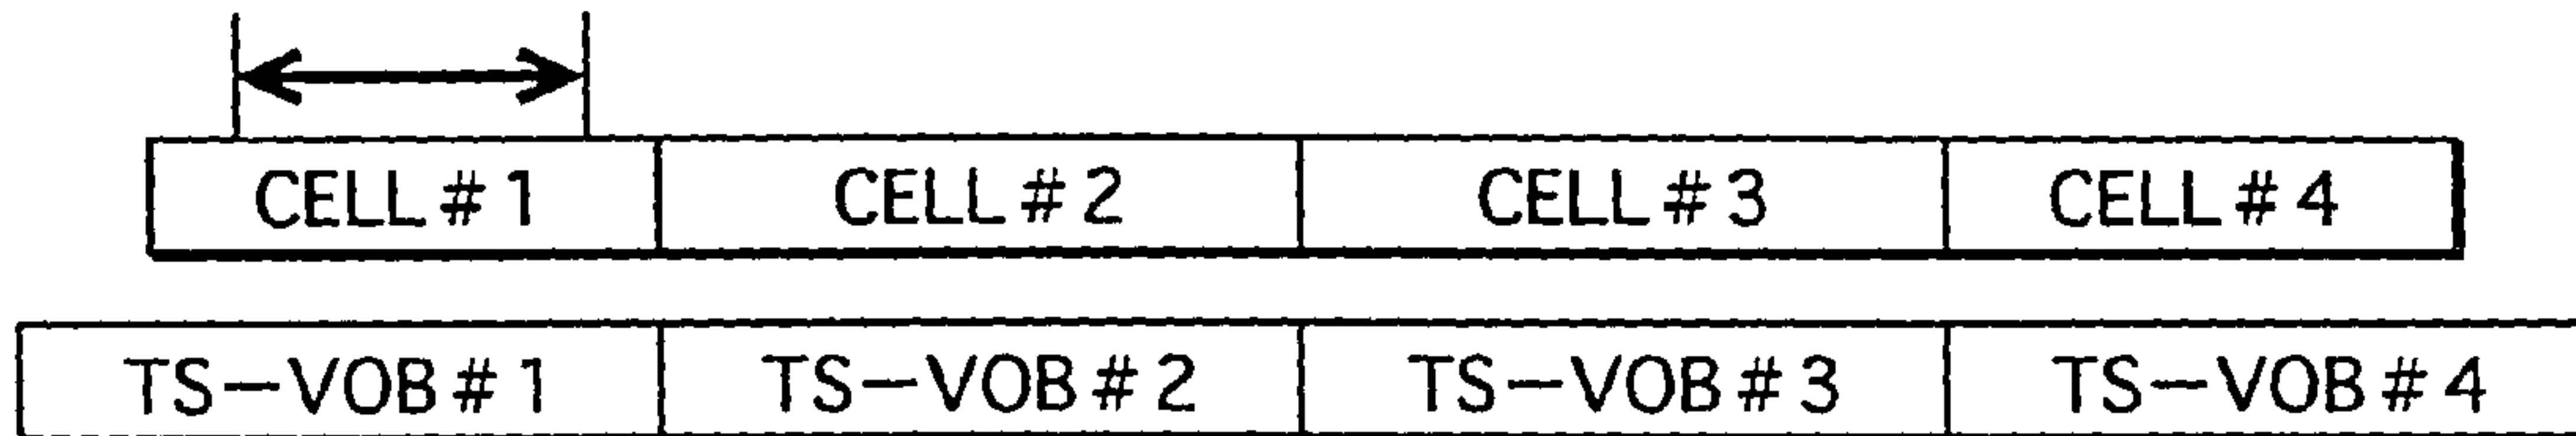 CELL#1 CELL#2 CELL#3 CELL#4
TS-VOB#1 TS-VOB#2 TS-VOB#3 TS-VOB#4